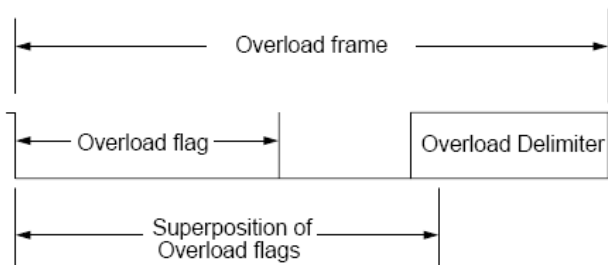 Overload frame
Overload flag
Overload Delimiter
Superposition of
Overload flags